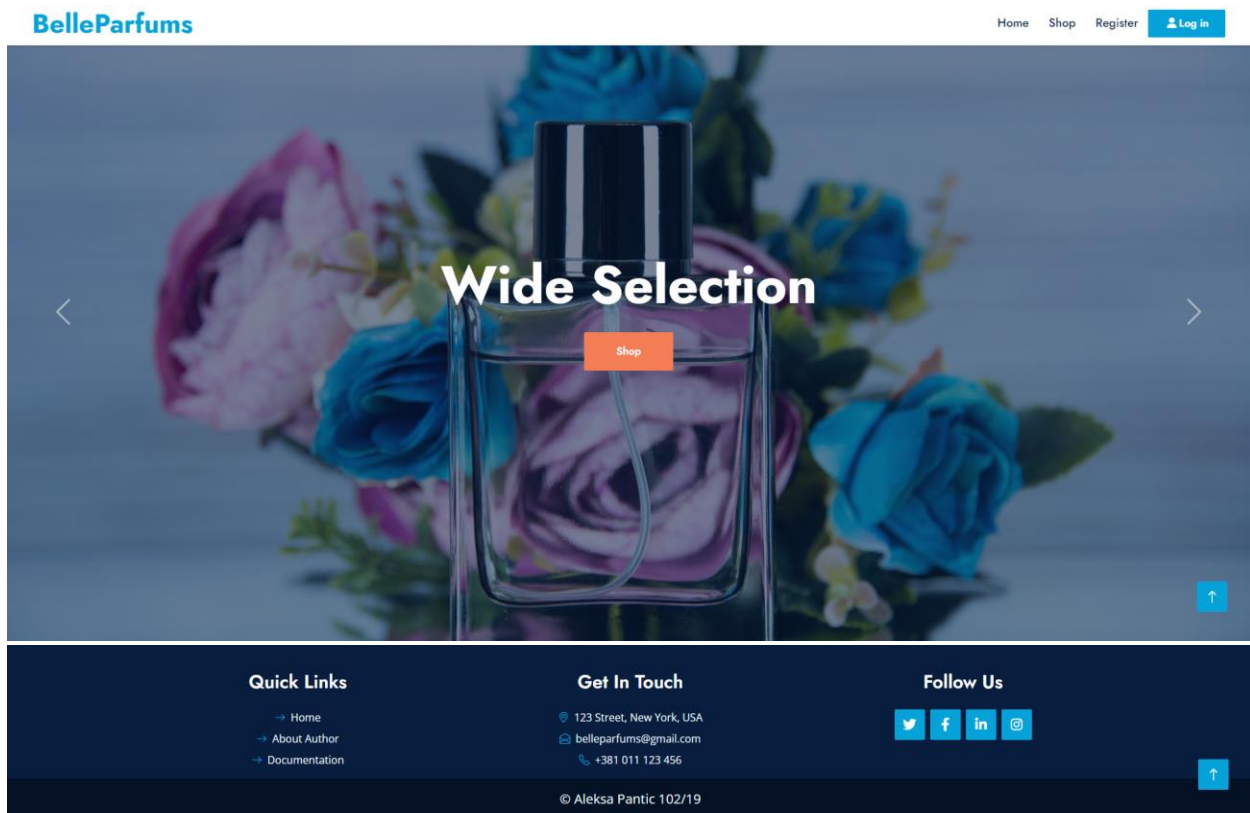 BelleParfums
Home Shop Register Log in
Wide Selection
Shop
Quick Links
Home
About Author
Documentation
Get In Touch
123 Street, New York, USA
belleparfums@gmail.com
+381 011 123 456
Follow Us
© Aleksa Pantic 102/19